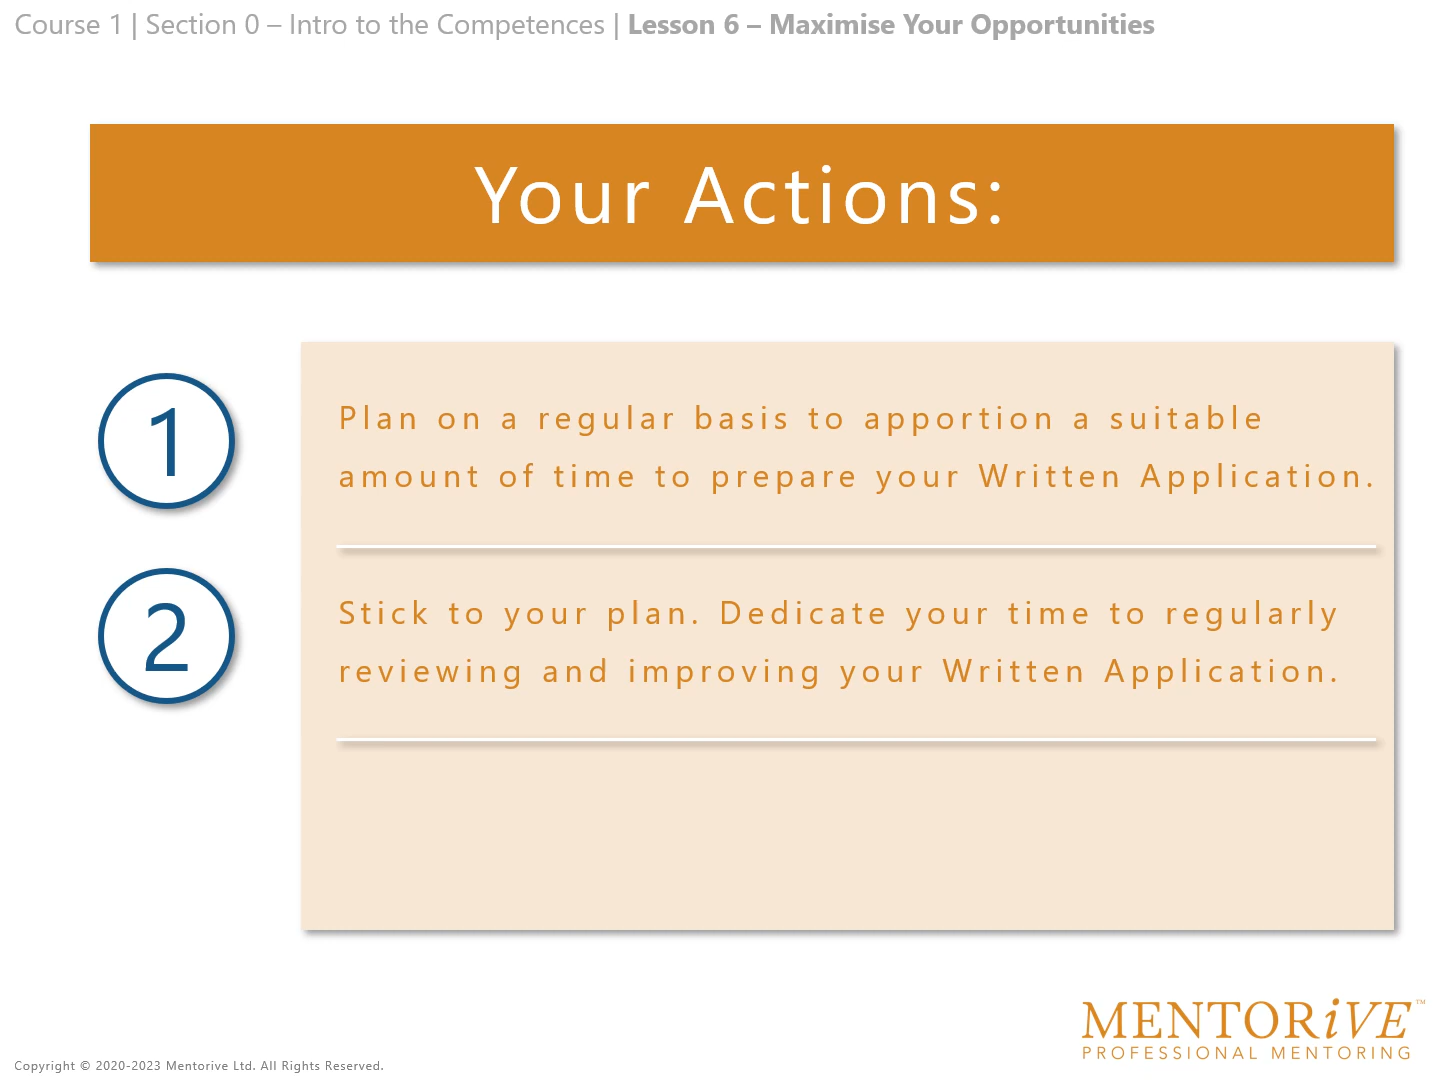 Course 1 | Section 0 – Intro to the Competences | Lesson 6 – Maximise Your Opportunities
Your Actions:
1
Plan on a regular basis to apportion a suitable
amount of time to prepare your Written Application.
2
Stick to your plan. Dedicate your time to regularly
reviewing and improving your Written Application.
MENTORiVE™
PROFESSIONAL MENTORING
Copyright © 2020-2023 Mentorive Ltd. All Rights Reserved.